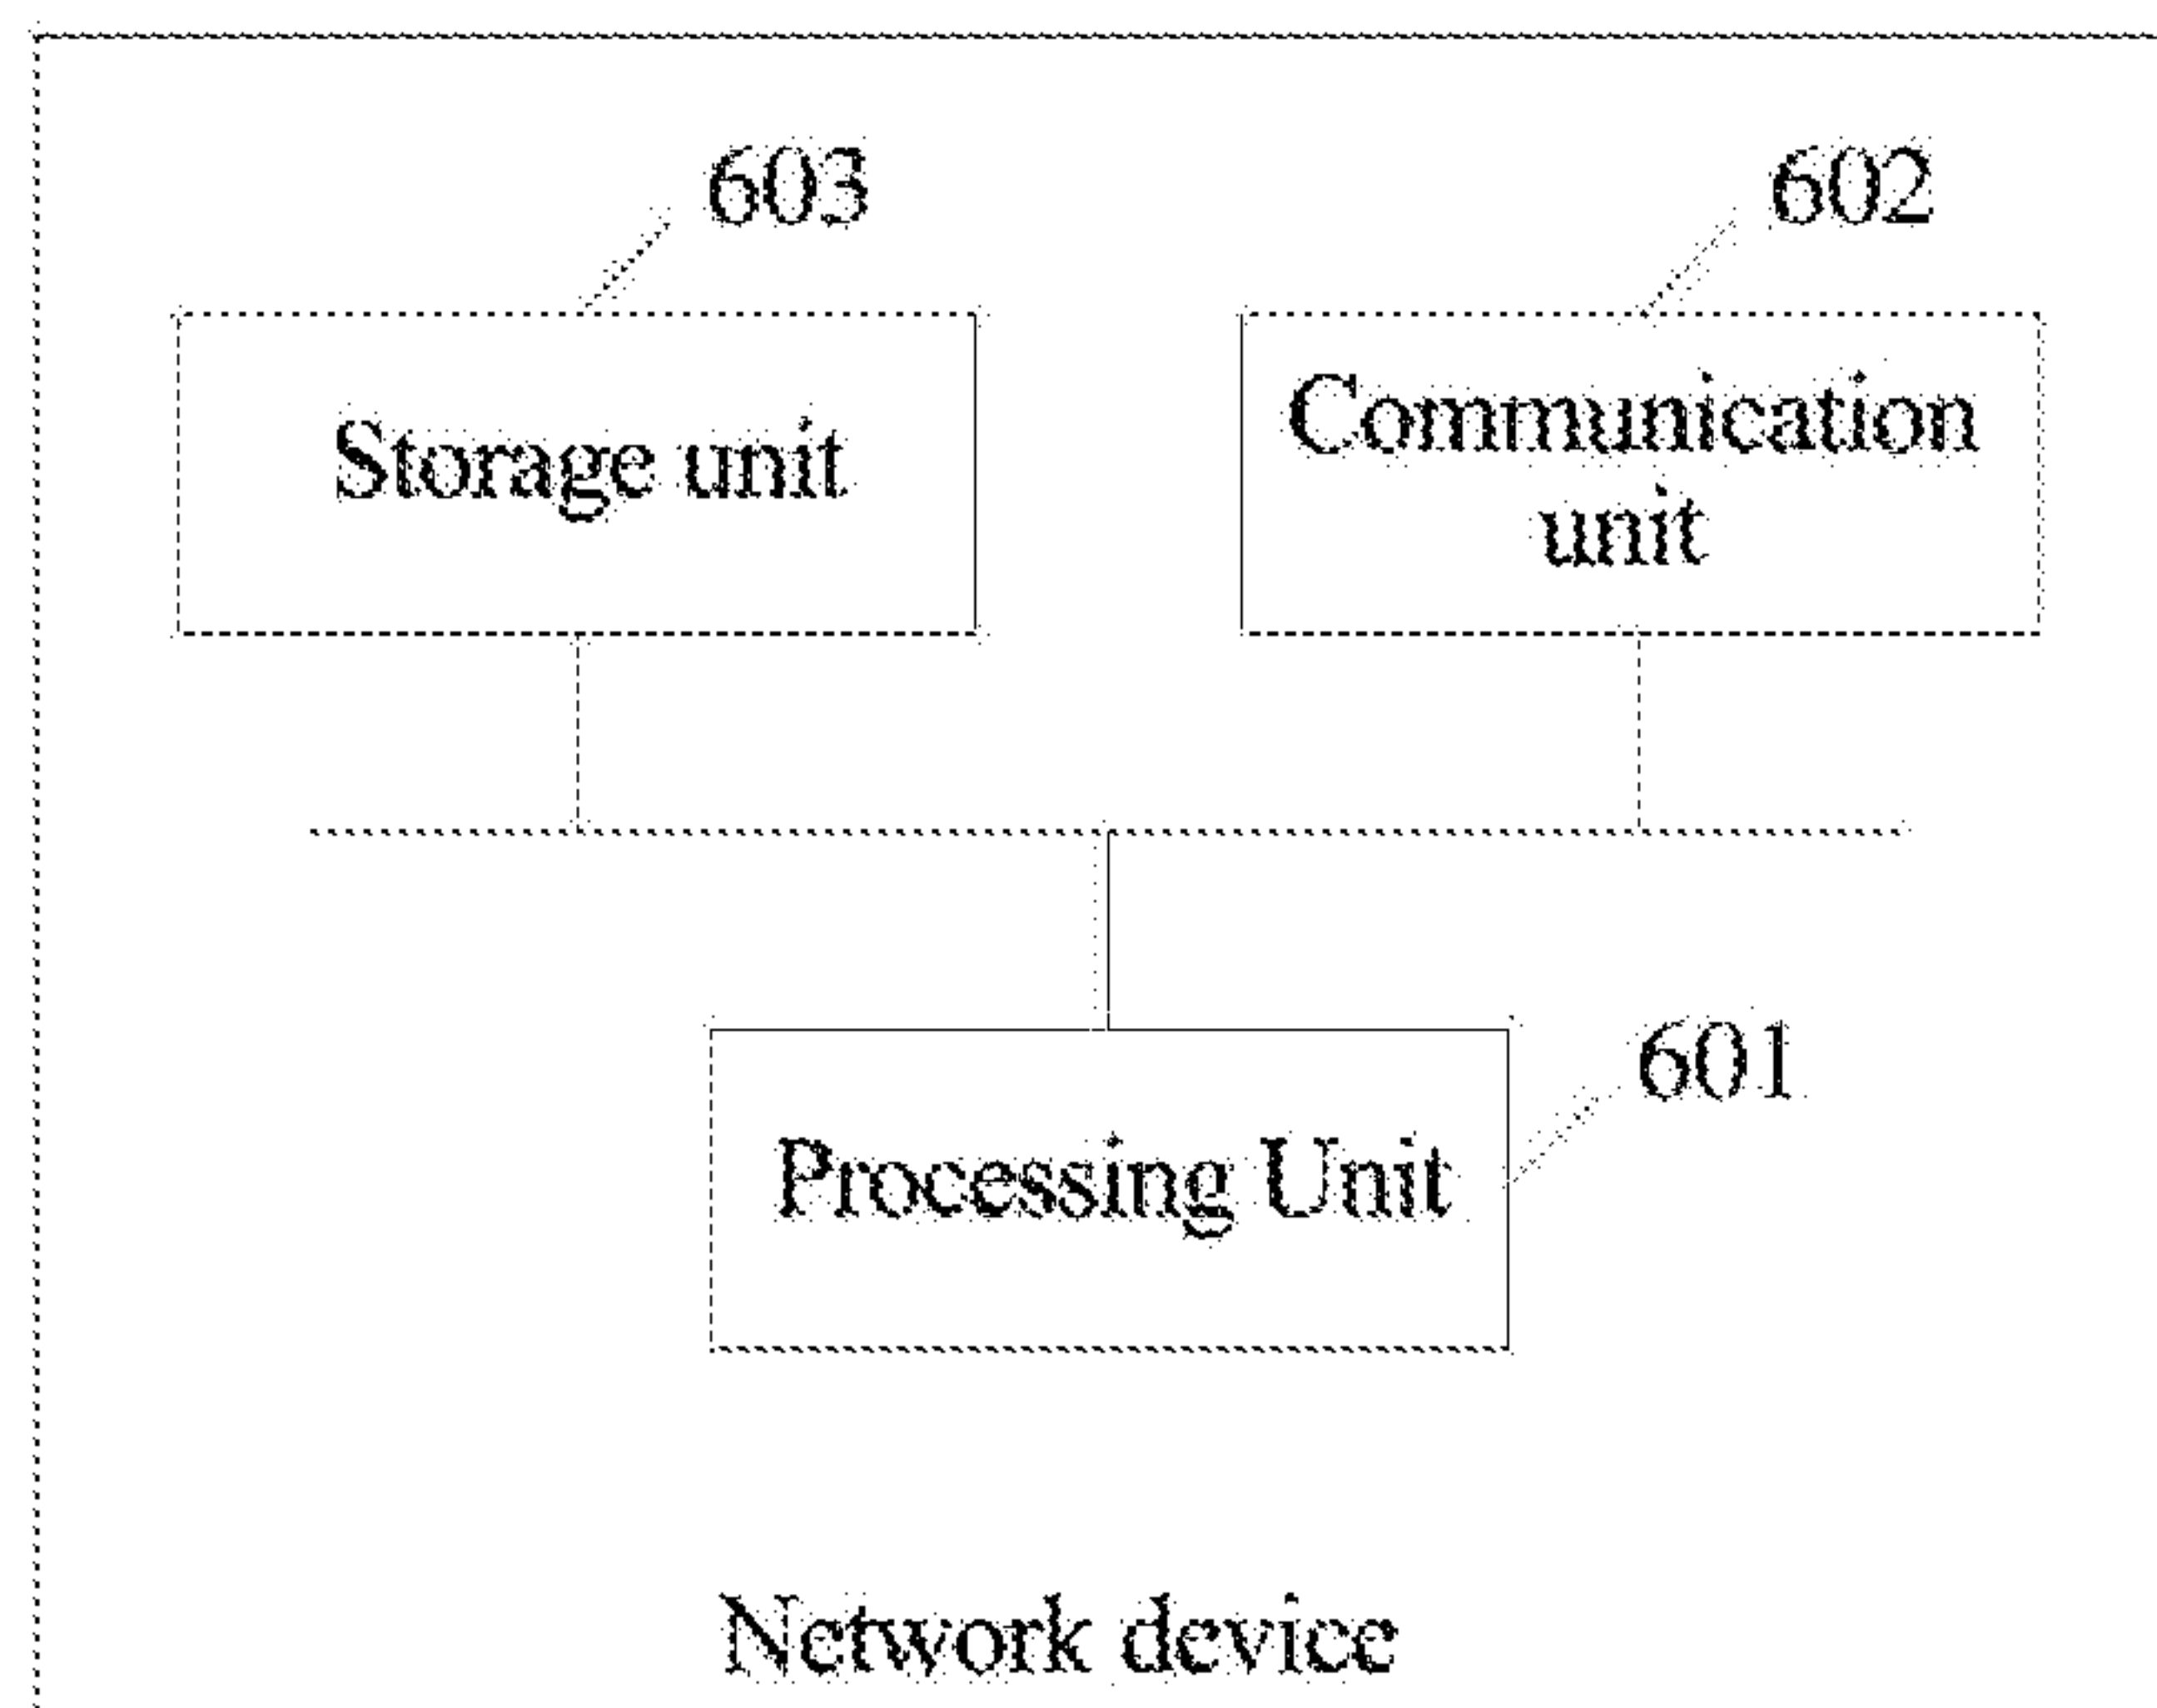 603
602
Storage unit
Communication
unit
601
Processing Unit
Network device